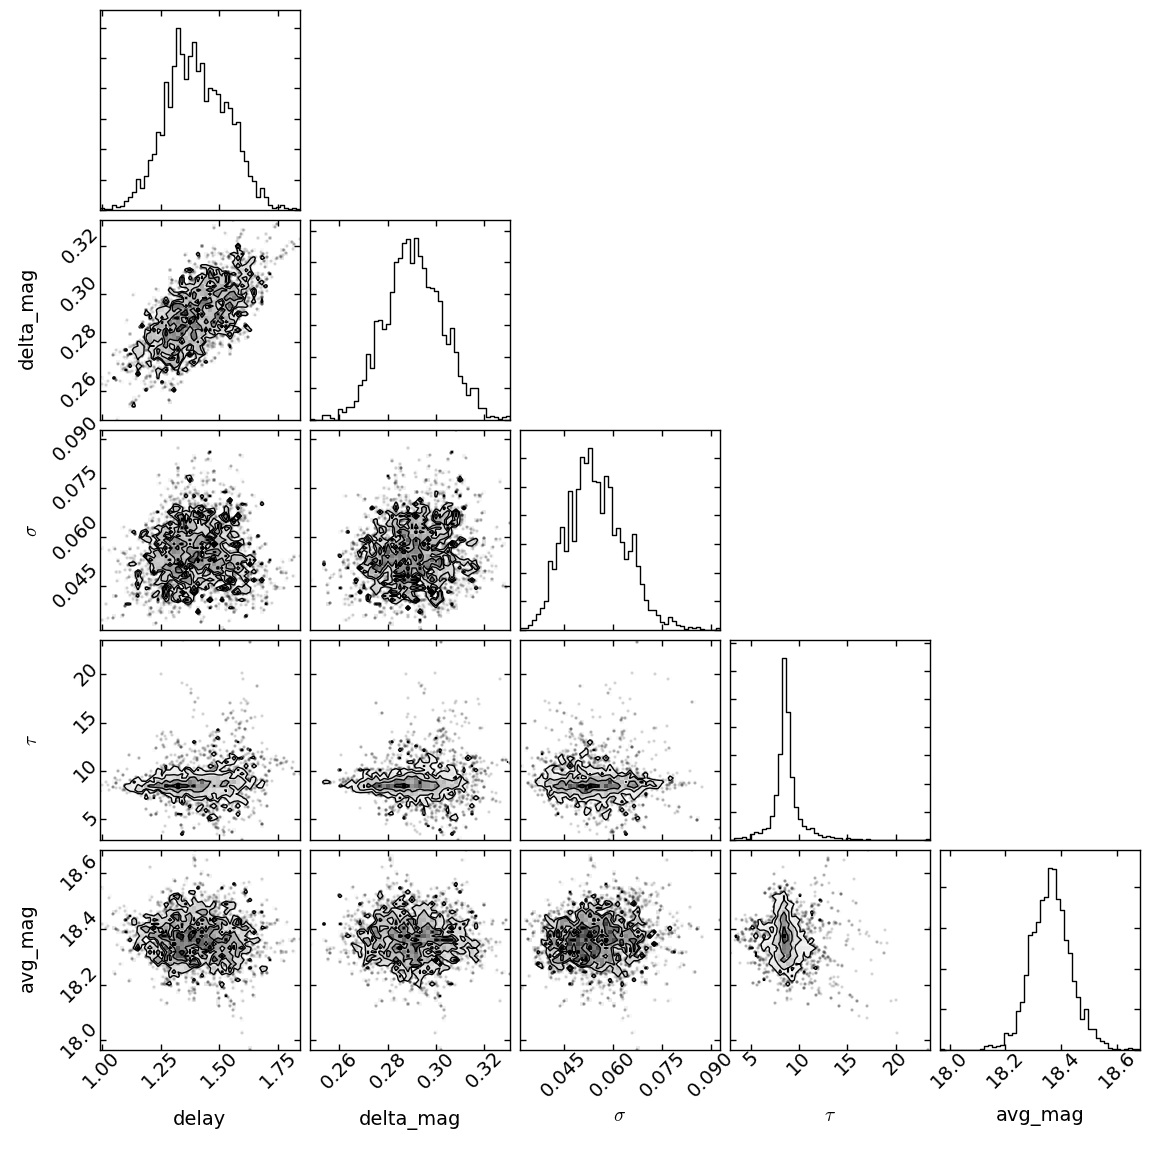 0.32
0.30
0.28
0.26
delta_mag
0.090
0.075
0.060
0.045
σ
20
15
10
5
τ
18.6
18.4
18.2
18.0
avg_mag
1.00 1.25 1.50 1.75
0.26 0.28 0.30 0.32
0.045 0.060 0.075 0.090
5 10 15 20
18.0 18.2 18.4 18.6
delay delta_mag σ τ avg_mag